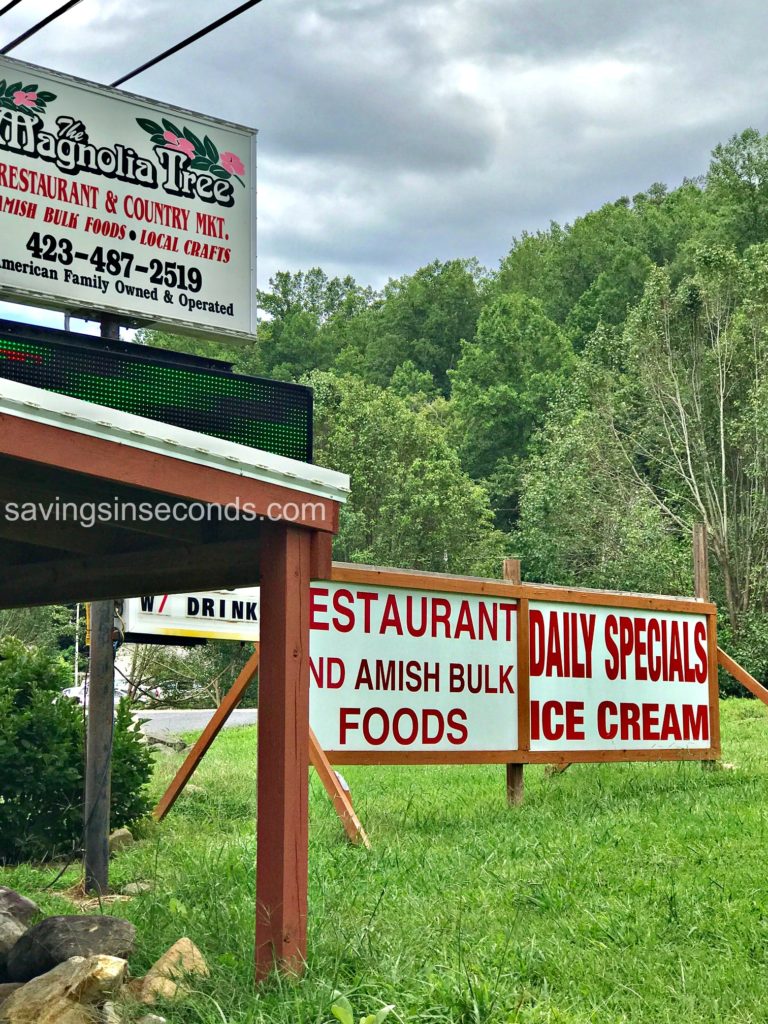 The
Magnolia Tree
RESTAURANT & COUNTRY MKT.
AMISH BULK FOODS • LOCAL CRAFTS
423-487-2519
American Family Owned & Operated
savingsinseconds.com
W/ DRINK
ESTAURANT
ND AMISH BULK
FOODS
DAILY SPECIALS
ICE CREAM